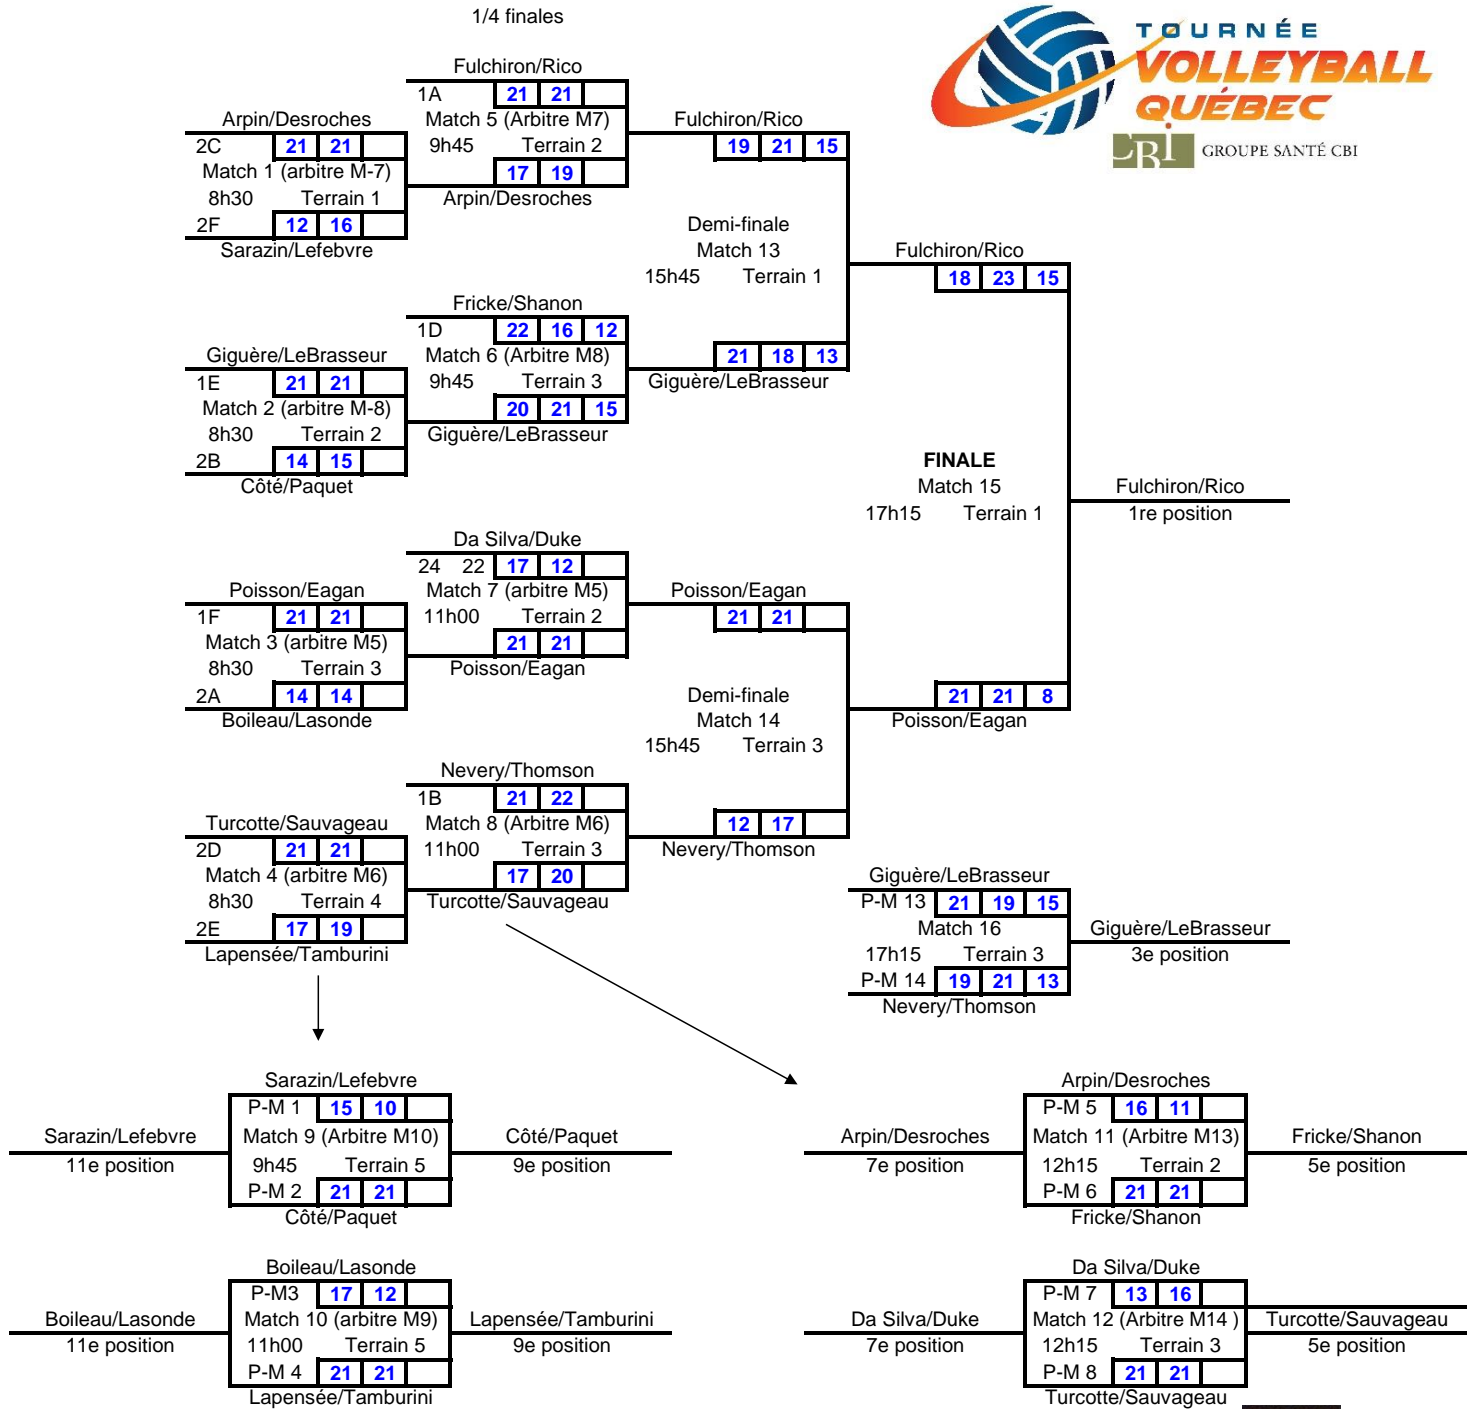 1/4 finales
TOURNÉE
VOLLEYBALL
QUÉBEC
CBI GROUPE SANTÉ CBI
Fulchiron/Rico
1A 21 21
Arpin/Desroches Match 5 (Arbitre M7) Fulchiron/Rico
2C 21 21 9h45 Terrain 2 19 21 15
Match 1 (arbitre M-7) 17 19
8h30 Terrain 1 Arpin/Desroches
2F 12 16 Demi-finale
Sarazin/Lefebvre Match 13 Fulchiron/Rico
15h45 Terrain 1 18 23 15
Fricke/Shanon
1D 22 16 12
Giguère/LeBrasseur Match 6 (Arbitre M8) 21 18 13
1E 21 21 9h45 Terrain 3 Giguère/LeBrasseur
Match 2 (arbitre M-8) 20 21 15
8h30 Terrain 2 Giguère/LeBrasseur
2B 14 15 FINALE
Côté/Paquet Match 15 Fulchiron/Rico
17h15 Terrain 1 1re position
Da Silva/Duke
24 22 17 12
Poisson/Eagan Match 7 (arbitre M5) Poisson/Eagan
1F 21 21 11h00 Terrain 2 21 21
Match 3 (arbitre M5) 21 21
8h30 Terrain 3 Poisson/Eagan
2A 14 14 Demi-finale 21 21 8
Boileau/Lasonde Match 14 Poisson/Eagan
15h45 Terrain 3
Nevery/Thomson
1B 21 22
Turcotte/Sauvageau Match 8 (Arbitre M6) 12 17
2D 21 21 11h00 Terrain 3 Nevery/Thomson
Match 4 (arbitre M6) 17 20 Giguère/LeBrasseur
8h30 Terrain 4 Turcotte/Sauvageau P-M 13 21 19 15
2E 17 19 Match 16 Giguère/LeBrasseur
Lapensée/Tamburini 17h15 Terrain 3 3e position
P-M 14 19 21 13
Nevery/Thomson
Sarazin/Lefebvre Arpin/Desroches
P-M 1 15 10 P-M 5 16 11
Sarazin/Lefebvre Match 9 (Arbitre M10) Côté/Paquet Arpin/Desroches Match 11 (Arbitre M13) Fricke/Shanon
11e position 9h45 Terrain 5 9e position 7e position 12h15 Terrain 2 5e position
P-M 2 21 21 P-M 6 21 21
Côté/Paquet Fricke/Shanon
Boileau/Lasonde Da Silva/Duke
P-M3 17 12 P-M 7 13 16
Boileau/Lasonde Match 10 (arbitre M9) Lapensée/Tamburini Da Silva/Duke Match 12 (Arbitre M14 ) Turcotte/Sauvageau
11e position 11h00 Terrain 5 9e position 7e position 12h15 Terrain 3 5e position
P-M 4 21 21 P-M 8 21 21
Lapensée/Tamburini Turcotte/Sauvageau